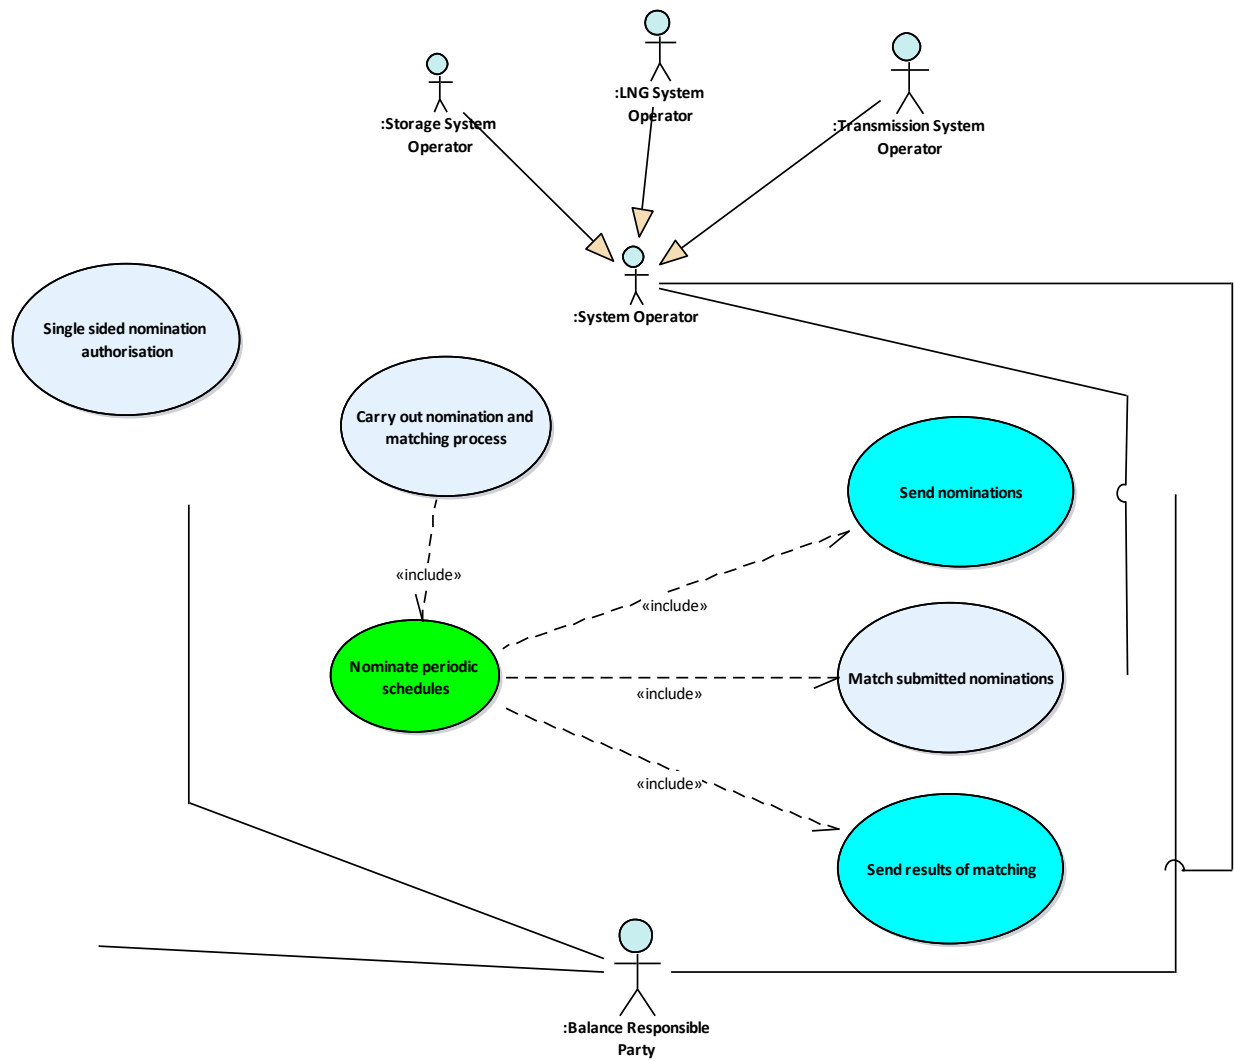 :LNG System
Operator
:Storage System
Operator
:Transmission System
Operator
:System Operator
Single sided nomination
authorisation
Carry out nomination and
matching process
Send nominations
«include»
«include»
Nominate periodic
schedules
Match submitted nominations
«include»
«include»
Send results of matching
:Balance Responsible
Party